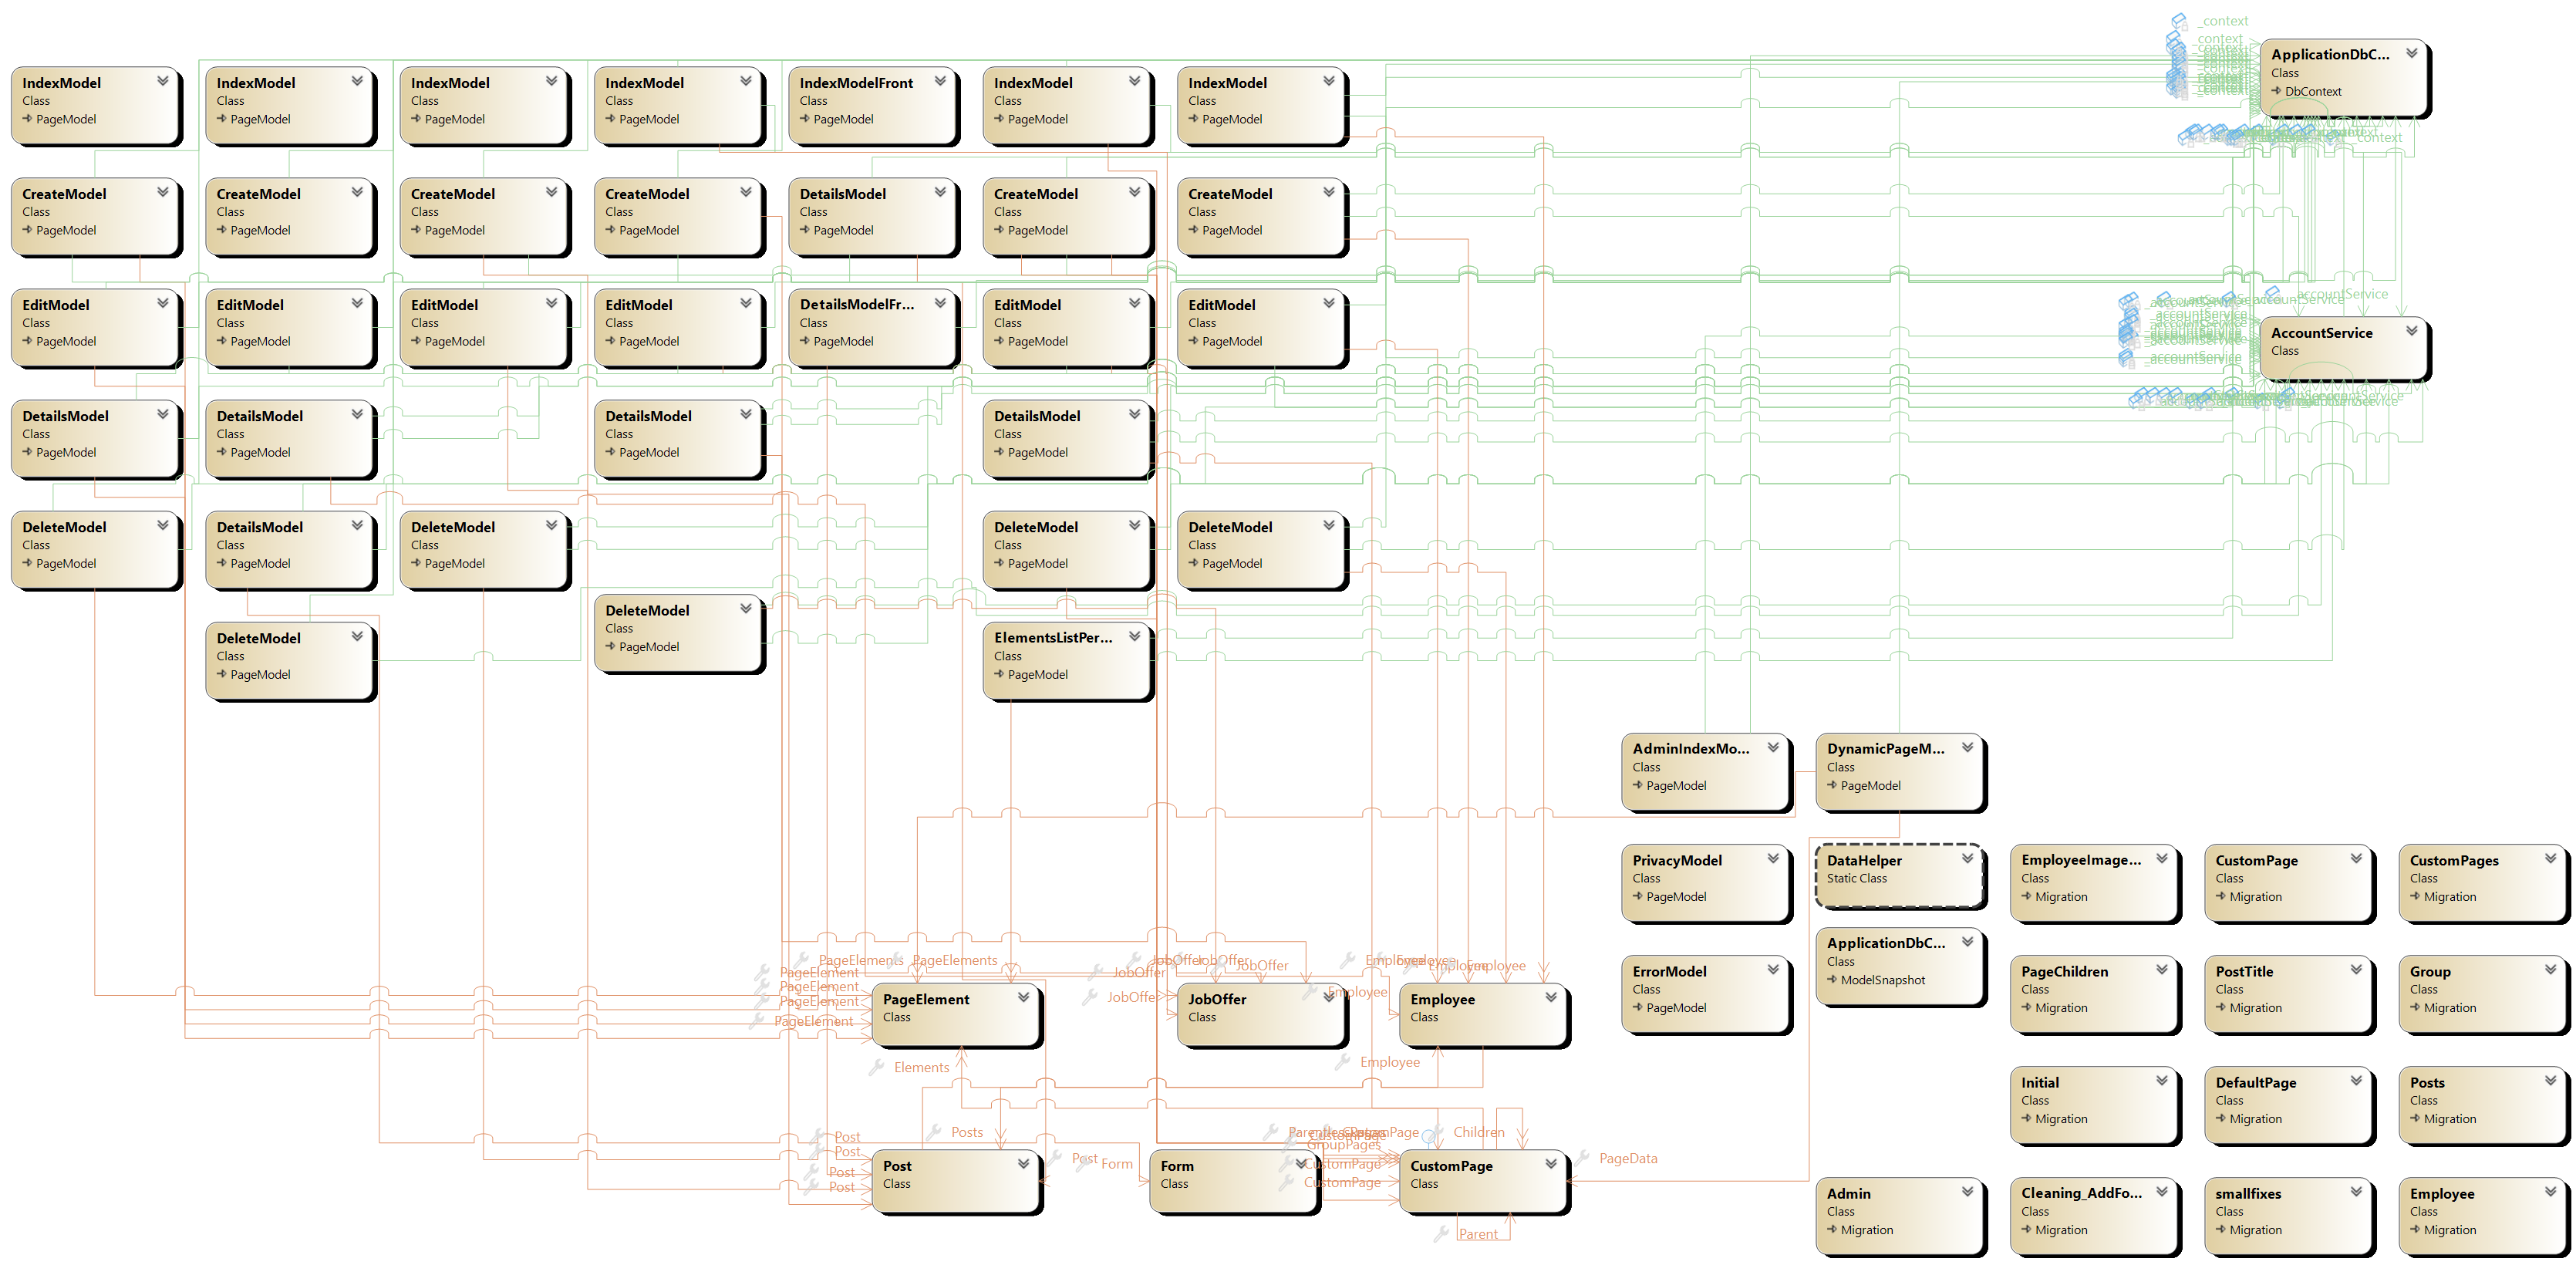 _context
_context
_context
ApplicationDbC...
Class
DbContext
IndexModel
Class
PageModel
IndexModel
Class
PageModel
IndexModel
Class
PageModel
IndexModel
Class
PageModel
IndexModelFront
Class
PageModel
IndexModel
Class
PageModel
IndexModel
Class
PageModel
_context
CreateModel
Class
PageModel
CreateModel
Class
PageModel
CreateModel
Class
PageModel
CreateModel
Class
PageModel
DetailsModel
Class
PageModel
CreateModel
Class
PageModel
CreateModel
Class
PageModel
EditModel
Class
PageModel
EditModel
Class
PageModel
EditModel
Class
PageModel
EditModel
Class
PageModel
DetailsModelFr...
Class
PageModel
EditModel
Class
PageModel
EditModel
Class
PageModel
_accountService
_accountService
_accountService
_accountService
AccountService
Class
DetailsModel
Class
PageModel
DetailsModel
Class
PageModel
DetailsModel
Class
PageModel
DetailsModel
Class
PageModel
DeleteModel
Class
PageModel
DetailsModel
Class
PageModel
DeleteModel
Class
PageModel
DeleteModel
Class
PageModel
DeleteModel
Class
PageModel
DeleteModel
Class
PageModel
DeleteModel
Class
PageModel
ElementsListPer...
Class
PageModel
AdminIndexMo...
Class
PageModel
DynamicPageM...
Class
PageModel
PrivacyModel
Class
PageModel
DataHelper
Static Class
EmployeeImage...
Class
Migration
CustomPage
Class
Migration
CustomPages
Class
Migration
ApplicationDbC...
Class
ModelSnapshot
ErrorModel
Class
PageModel
PageChildren
Class
Migration
PostTitle
Class
Migration
Group
Class
Migration
PageElements
PageElements
PageElement
PageElement
PageElement
PageElement
PageElement
Class
JobOffer
JobOffer
JobOffer
JobOffer
Class
Employee
Employee
Employee
Class
Elements
Employee
Initial
Class
Migration
DefaultPage
Class
Migration
Posts
Class
Migration
Post
Post
Post
Post
Posts
Post
Class
Post
Form
Form
Class
GroupPages
CustomPage
CustomPage
Children
CustomPage
Class
PageData
Parent
Admin
Class
Migration
Cleaning_AddFo...
Class
Migration
smallfixes
Class
Migration
Employee
Class
Migration